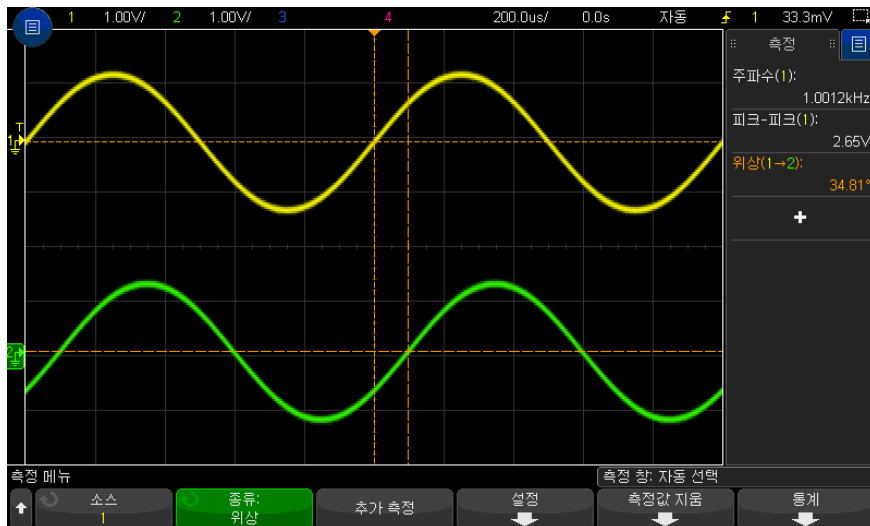 1 1.00V/ 2 1.00V/ 3 4 200.0us/ 0.0s 자동 1 33.3mV
측정
주파수(1):
1.0012kHz
피크-피크(1):
2.65V
위상(1→2):
34.81°
+
T
1
2
측정 메뉴
측정 창: 자동 선택
소스
1
종류:
위상
추가 측정
설정
측정값 지움
통계